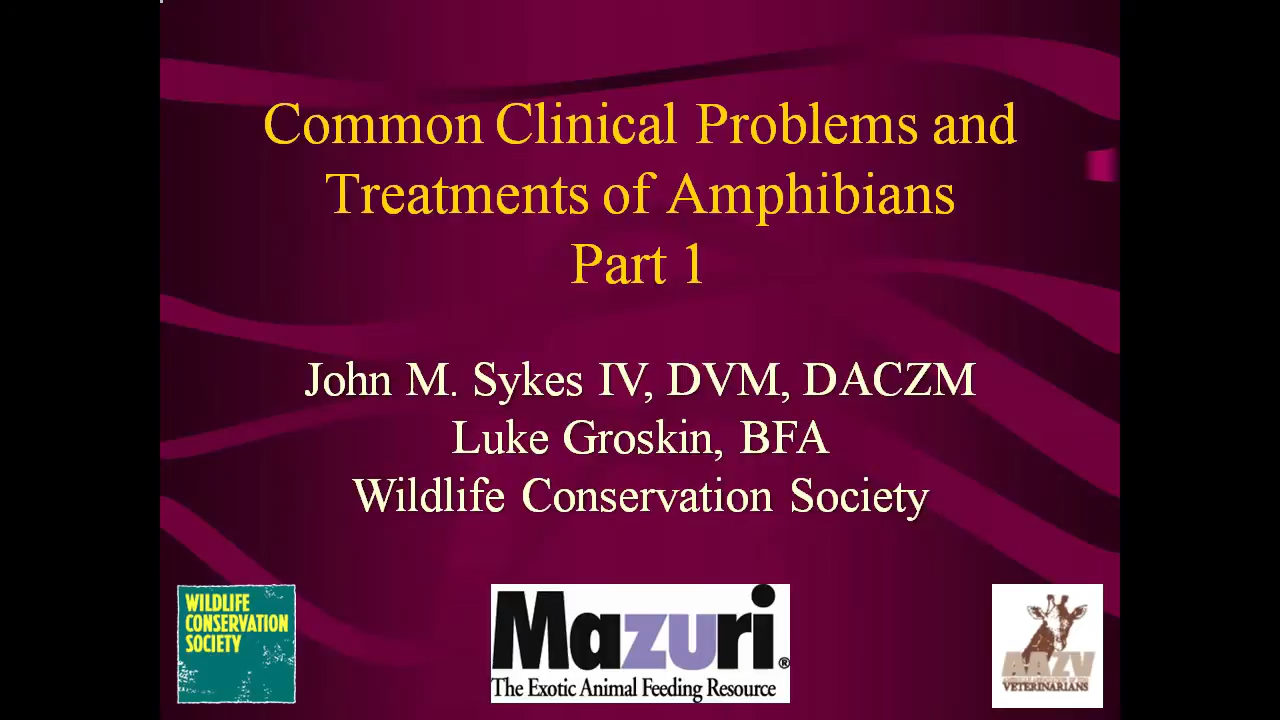 Common Clinical Problems and
Treatments of Amphibians
Part 1
John M. Sykes IV, DVM, DACZM
Luke Groskin, BFA
Wildlife Conservation Society
WILDLIFE
CONSERVATION
SOCIETY
Mazuri®
The Exotic Animal Feeding Resource
AAZV
VETERINARIANS